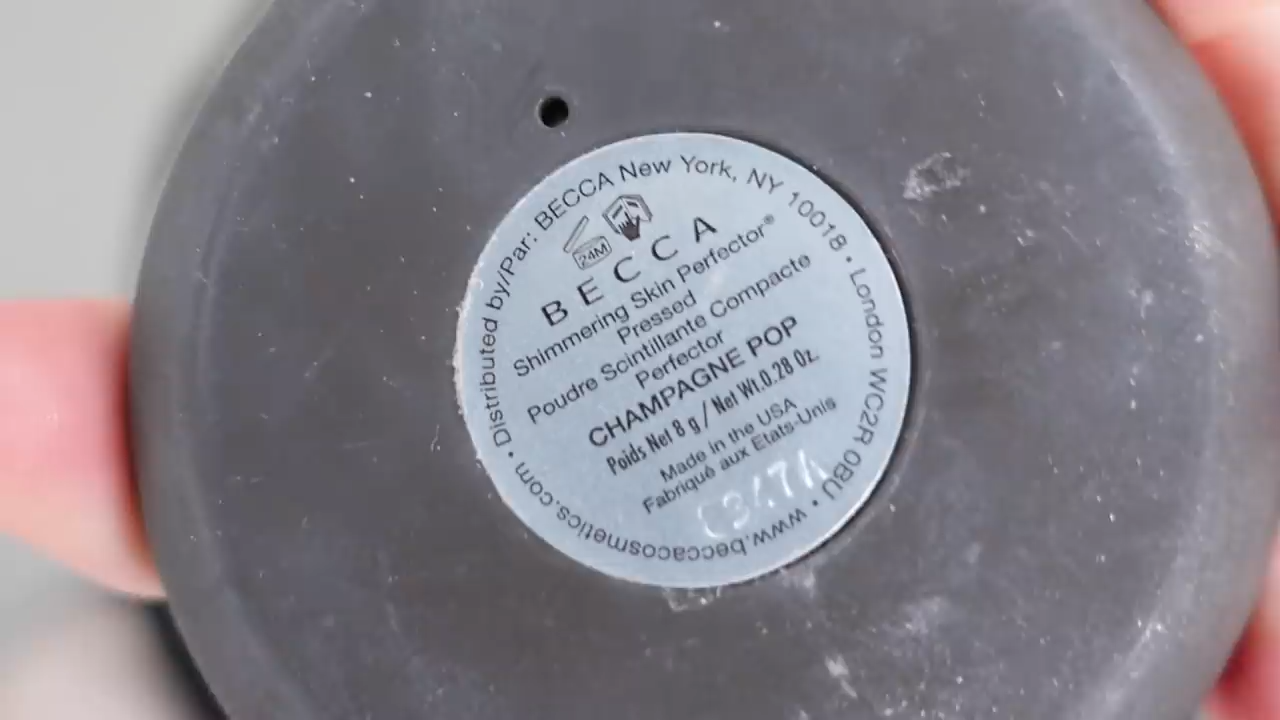 Distributed by/Par: BECCA New York, NY 10018 • London WC2R 0BU • www.beccacosmetics.com •
24M
BECCA
Shimmering Skin Perfector®
Pressed
Poudre Scintillante Compacte
Perfector
CHAMPAGNE POP
Poids Net 8 g / Net Wt.0.28 Oz.
Made in the USA
Fabriqué aux Etats-Unis